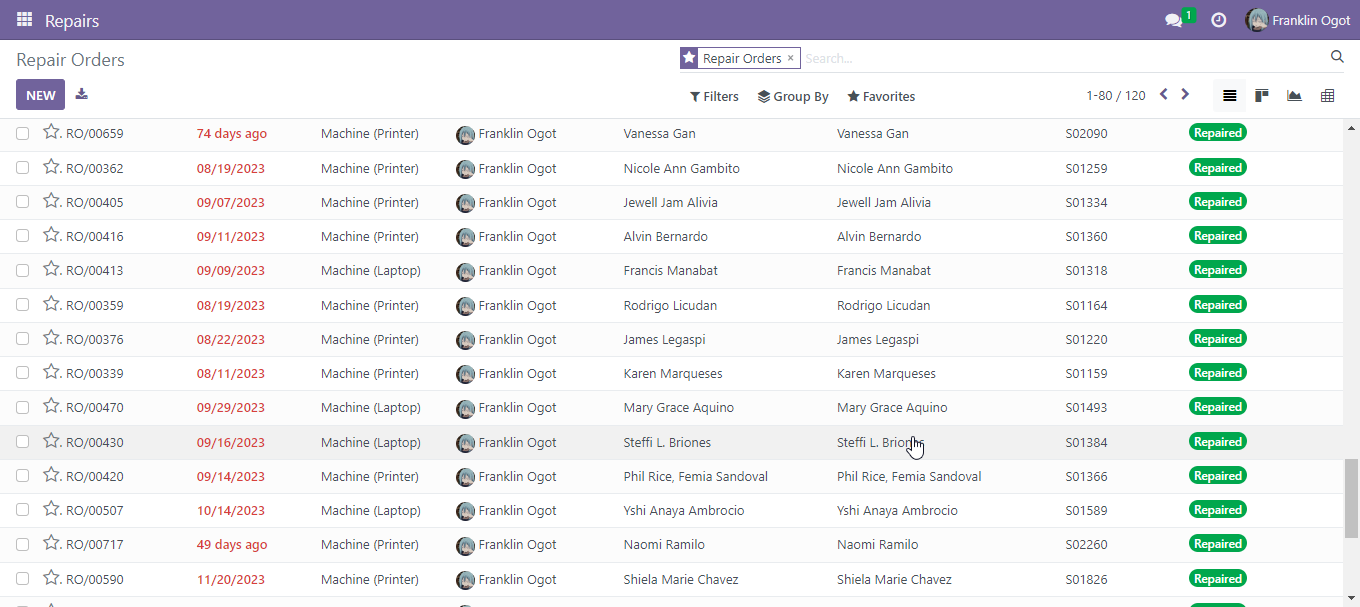 Repairs 1 Franklin Ogot
Repair Orders Repair Orders × Search...
NEW Filters Group By Favorites 1-80 / 120
RO/00659 74 days ago Machine (Printer) Franklin Ogot Vanessa Gan Vanessa Gan S02090 Repaired
RO/00362 08/19/2023 Machine (Printer) Franklin Ogot Nicole Ann Gambito Nicole Ann Gambito S01259 Repaired
RO/00405 09/07/2023 Machine (Printer) Franklin Ogot Jewell Jam Alivia Jewell Jam Alivia S01334 Repaired
RO/00416 09/11/2023 Machine (Printer) Franklin Ogot Alvin Bernardo Alvin Bernardo S01360 Repaired
RO/00413 09/09/2023 Machine (Laptop) Franklin Ogot Francis Manabat Francis Manabat S01318 Repaired
RO/00359 08/19/2023 Machine (Printer) Franklin Ogot Rodrigo Licudan Rodrigo Licudan S01164 Repaired
RO/00376 08/22/2023 Machine (Printer) Franklin Ogot James Legaspi James Legaspi S01220 Repaired
RO/00339 08/11/2023 Machine (Printer) Franklin Ogot Karen Marqueses Karen Marqueses S01159 Repaired
RO/00470 09/29/2023 Machine (Laptop) Franklin Ogot Mary Grace Aquino Mary Grace Aquino S01493 Repaired
RO/00430 09/16/2023 Machine (Laptop) Franklin Ogot Steffi L. Briones Steffi L. Briones S01384 Repaired
RO/00420 09/14/2023 Machine (Printer) Franklin Ogot Phil Rice, Femia Sandoval Phil Rice, Femia Sandoval S01366 Repaired
RO/00507 10/14/2023 Machine (Laptop) Franklin Ogot Yshi Anaya Ambrocio Yshi Anaya Ambrocio S01589 Repaired
RO/00717 49 days ago Machine (Printer) Franklin Ogot Naomi Ramilo Naomi Ramilo S02260 Repaired
RO/00590 11/20/2023 Machine (Printer) Franklin Ogot Shiela Marie Chavez Shiela Marie Chavez S01826 Repaired